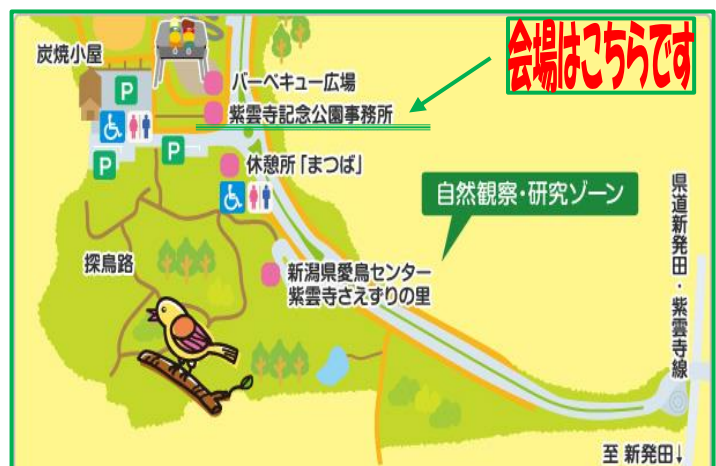 会場はこちらです
炭焼小屋
P
バーベキュー広場
紫雲寺記念公園事務所
P
P
休憩所「まつば」
自然観察・研究ゾーン
県道新発田・紫雲寺線
探鳥路
新潟県愛鳥センター
紫雲寺さえずりの里
至 新発田↓